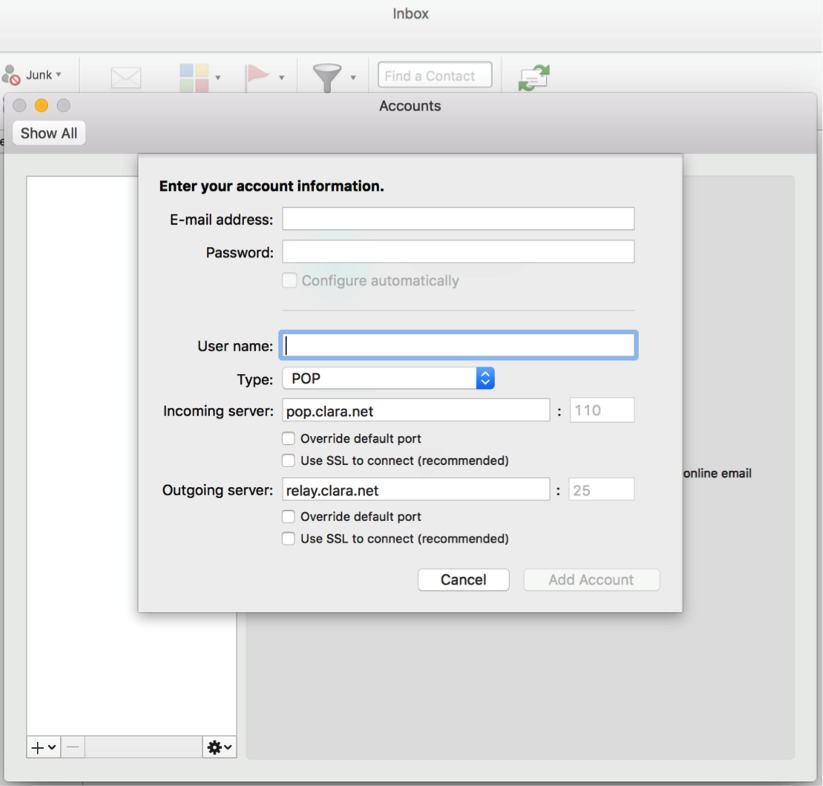 Inbox
Junk
Find a Contact
Accounts
Show All
Enter your account information.
E-mail address:
Password:
Configure automatically
User name:
Type: POP
Incoming server: pop.clara.net : 110
Override default port
Use SSL to connect (recommended)
online email
Outgoing server: relay.clara.net : 25
Override default port
Use SSL to connect (recommended)
Cancel Add Account